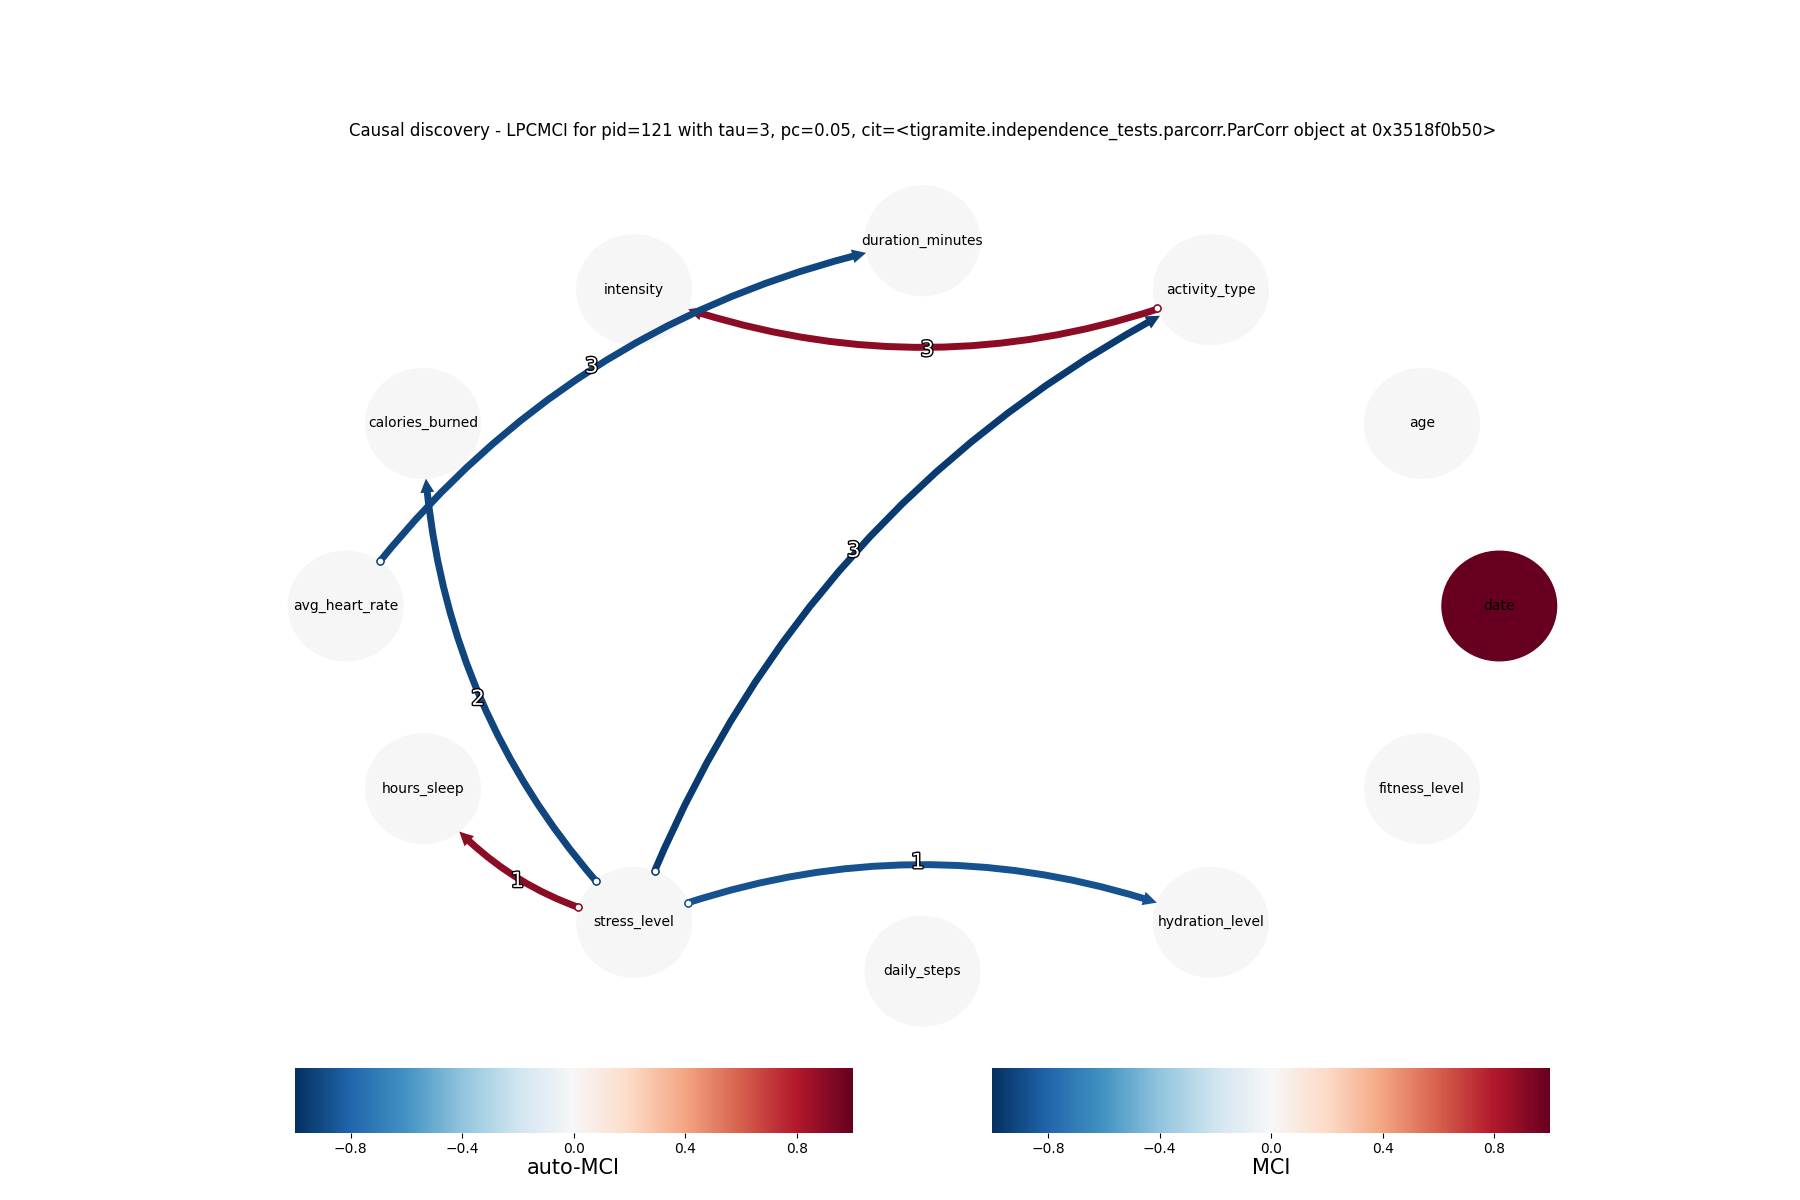 Causal discovery - LPCMCI for pid=121 with tau=3, pc=0.05, cit=<tigramite.independence_tests.parcorr.ParCorr object at 0x3518f0b50>
duration_minutes
intensity
activity_type
3
3
calories_burned
age
3
avg_heart_rate
date
2
hours_sleep
fitness_level
1
1
stress_level
hydration_level
daily_steps
−0.8 −0.4 0.0 0.4 0.8
auto-MCI
−0.8 −0.4 0.0 0.4 0.8
MCI